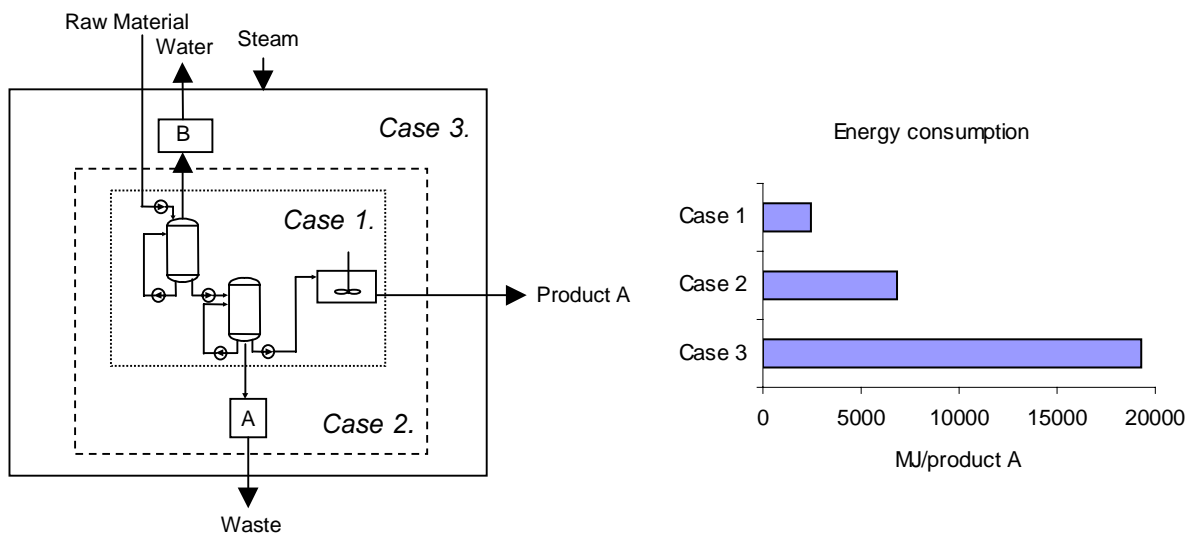 Raw Material
Water
Steam
B
Case 3.
Case 1.
Product A
A
Case 2.
Waste
Energy consumption
Case 1
Case 2
Case 3
0 5000 10000 15000 20000
MJ/product A